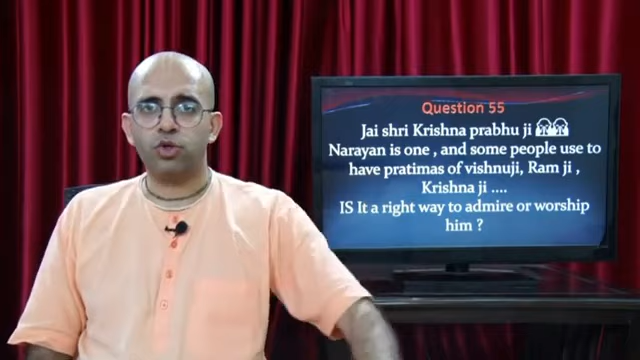 Question 55
Jai shri Krishna prabhu ji
Narayan is one , and some people use to
have pratimas of vishnuji, Ram ji ,
Krishna ji ....
IS It a right way to admire or worship
him ?